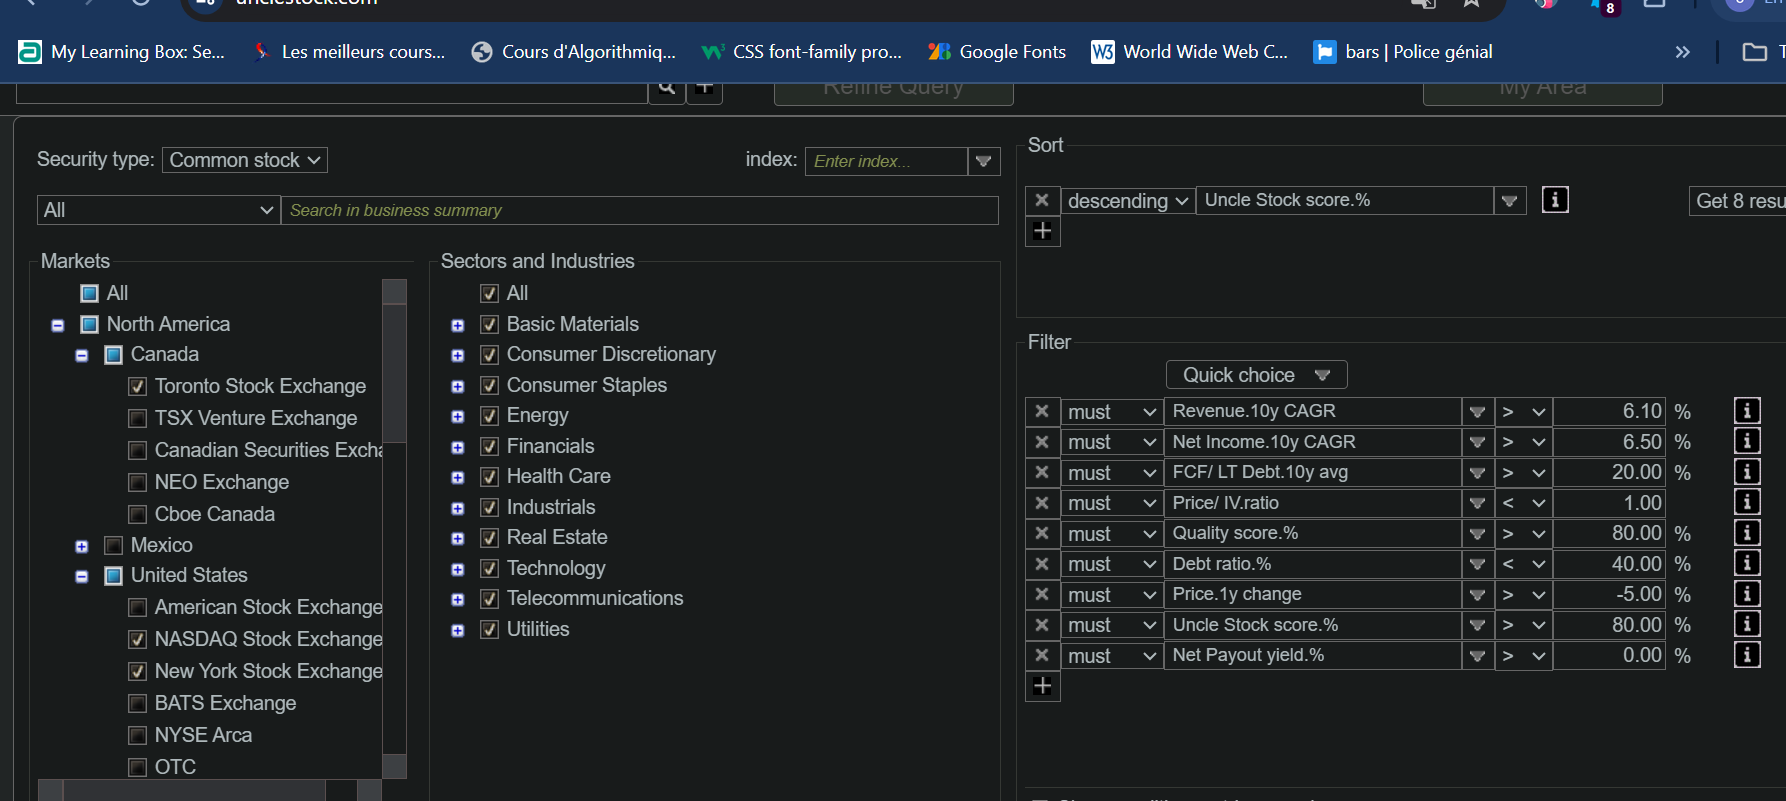 unclestock.com
8
My Learning Box: Se...
Les meilleurs cours...
Cours d'Algorithmiq...
CSS font-family pro...
Google Fonts
World Wide Web C...
bars | Police génial
Refine Query
My Area
Security type:
Common stock
index:
Enter index...
All
Search in business summary
Markets
All
North America
Canada
Toronto Stock Exchange
TSX Venture Exchange
Canadian Securities Excha
NEO Exchange
Cboe Canada
Mexico
United States
American Stock Exchange
NASDAQ Stock Exchange
New York Stock Exchange
BATS Exchange
NYSE Arca
OTC
Sectors and Industries
All
Basic Materials
Consumer Discretionary
Consumer Staples
Energy
Financials
Health Care
Industrials
Real Estate
Technology
Telecommunications
Utilities
Sort
descending Uncle Stock score.%
Get 8 resu
Filter
Quick choice
must Revenue.10y CAGR > 6.10 %
must Net Income.10y CAGR > 6.50 %
must FCF/ LT Debt.10y avg > 20.00 %
must Price/ IV.ratio < 1.00
must Quality score.% > 80.00 %
must Debt ratio.% < 40.00 %
must Price.1y change > -5.00 %
must Uncle Stock score.% > 80.00 %
must Net Payout yield.% > 0.00 %